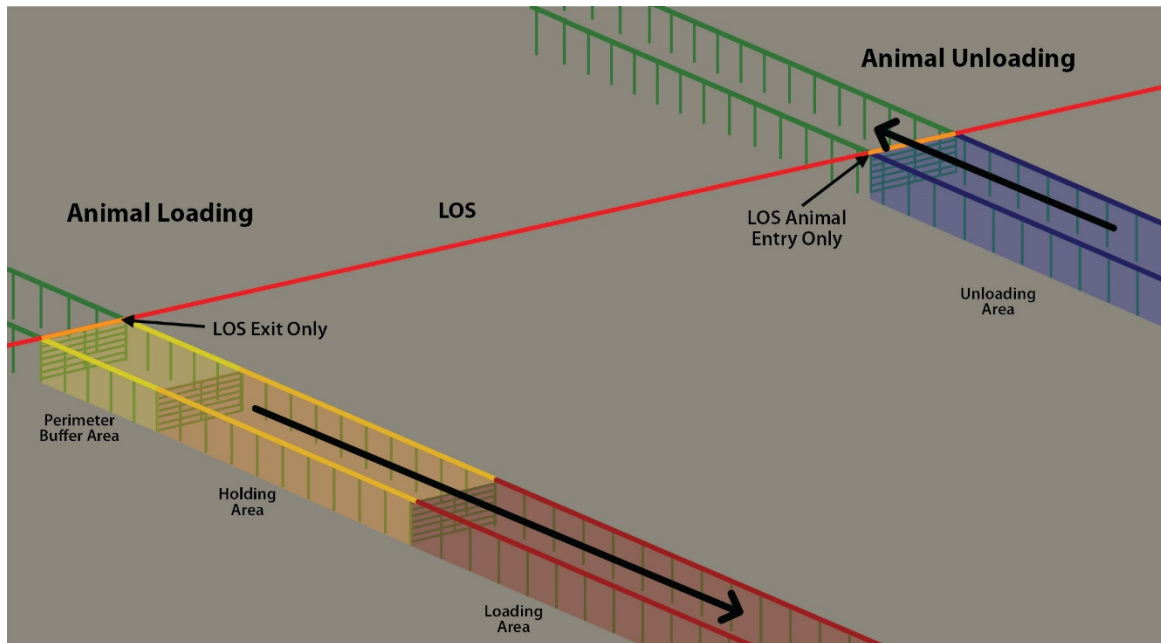 Animal Unloading
LOS Animal
Entry Only
Unloading
Area
Animal Loading
LOS
LOS Exit Only
Perimeter
Buffer Area
Holding
Area
Loading
Area